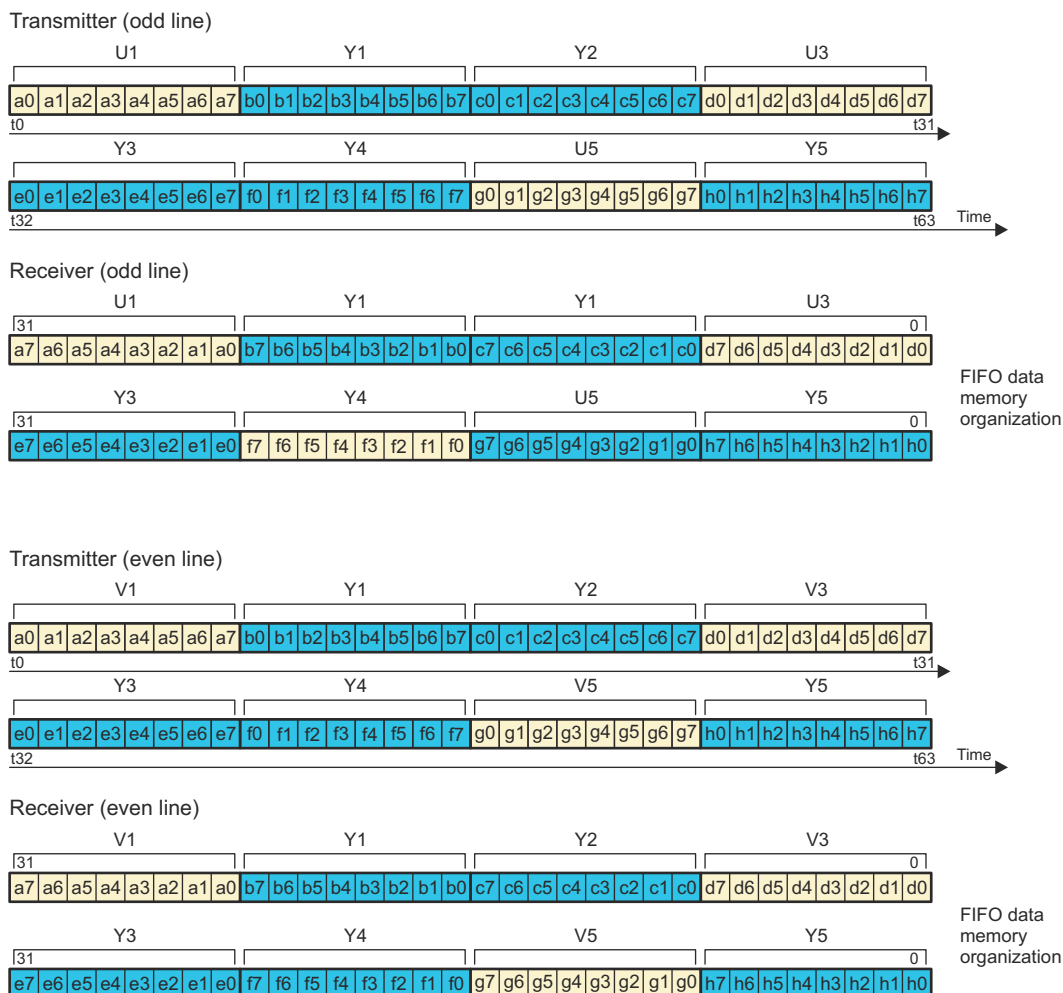 Transmitter (odd line)
U1 Y1 Y2 U3
a0 a1 a2 a3 a4 a5 a6 a7 b0 b1 b2 b3 b4 b5 b6 b7 c0 c1 c2 c3 c4 c5 c6 c7 d0 d1 d2 d3 d4 d5 d6 d7
t0 t31
Y3 Y4 U5 Y5
e0 e1 e2 e3 e4 e5 e6 e7 f0 f1 f2 f3 f4 f5 f6 f7 g0 g1 g2 g3 g4 g5 g6 g7 h0 h1 h2 h3 h4 h5 h6 h7
t32 t63 Time
Receiver (odd line)
U1 Y1 Y1 U3
31 0
a7 a6 a5 a4 a3 a2 a1 a0 b7 b6 b5 b4 b3 b2 b1 b0 c7 c6 c5 c4 c3 c2 c1 c0 d7 d6 d5 d4 d3 d2 d1 d0
Y3 Y4 U5 Y5
31 0
e7 e6 e5 e4 e3 e2 e1 e0 f7 f6 f5 f4 f3 f2 f1 f0 g7 g6 g5 g4 g3 g2 g1 g0 h7 h6 h5 h4 h3 h2 h1 h0
FIFO data
memory
organization
Transmitter (even line)
V1 Y1 Y2 V3
a0 a1 a2 a3 a4 a5 a6 a7 b0 b1 b2 b3 b4 b5 b6 b7 c0 c1 c2 c3 c4 c5 c6 c7 d0 d1 d2 d3 d4 d5 d6 d7
t0 t31
Y3 Y4 V5 Y5
e0 e1 e2 e3 e4 e5 e6 e7 f0 f1 f2 f3 f4 f5 f6 f7 g0 g1 g2 g3 g4 g5 g6 g7 h0 h1 h2 h3 h4 h5 h6 h7
t32 t63 Time
Receiver (even line)
V1 Y1 Y2 V3
31 0
a7 a6 a5 a4 a3 a2 a1 a0 b7 b6 b5 b4 b3 b2 b1 b0 c7 c6 c5 c4 c3 c2 c1 c0 d7 d6 d5 d4 d3 d2 d1 d0
Y3 Y4 V5 Y5
31 0
e7 e6 e5 e4 e3 e2 e1 e0 f7 f6 f5 f4 f3 f2 f1 f0 g7 g6 g5 g4 g3 g2 g1 g0 h7 h6 h5 h4 h3 h2 h1 h0
FIFO data
memory
organization